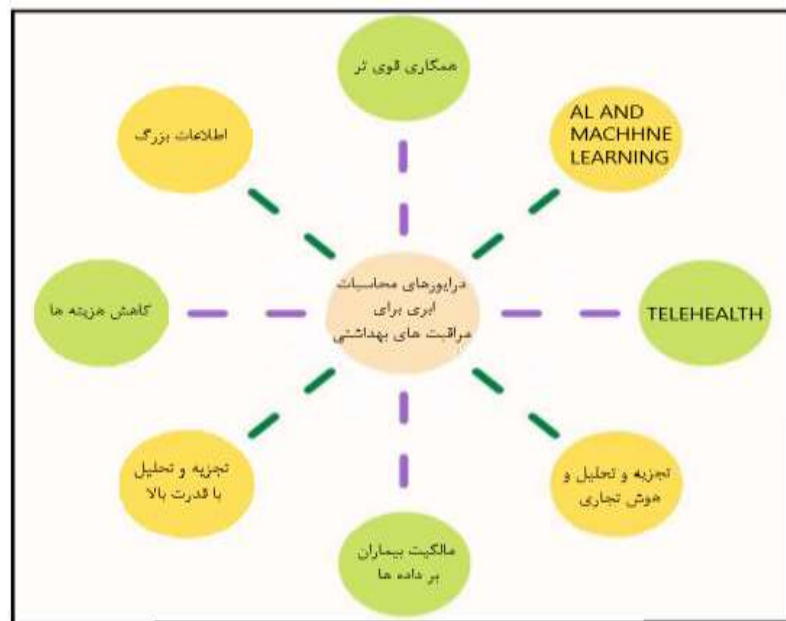 همکاری قوی تر
اطلاعات بزرگ
AL AND
MACHHNE
LEARNING
درایورهای محاسبات
ابری برای
مراقبت های بهداشتی
کاهش هزینه ها
TELEHEALTH
تجزیه و تحلیل
با قدرت بالا
تجزیه و تحلیل و
هوش تجاری
مالکیت بیماران
بر داده ها